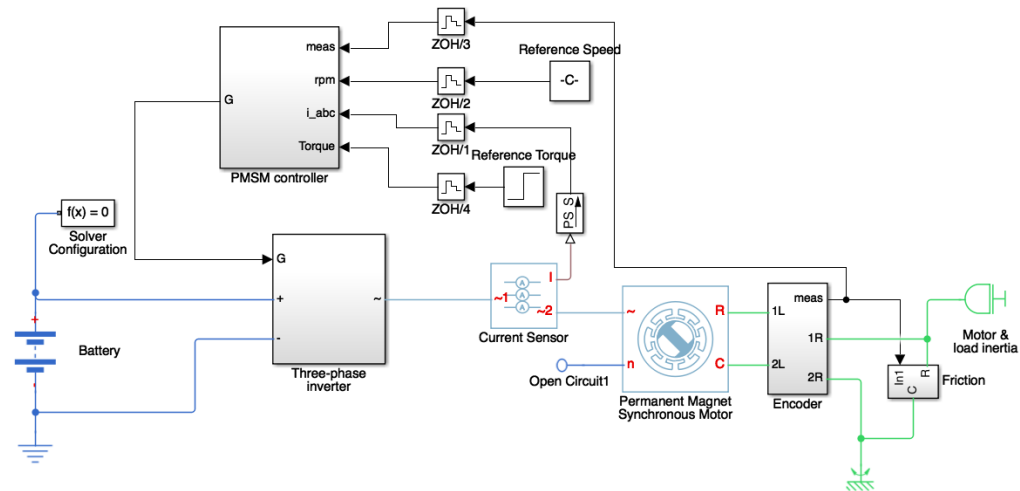 meas
ZOH/3
Reference Speed
rpm
-C-
G
ZOH/2
i_abc
ZOH/1
Torque
Reference Torque
PMSM controller
ZOH/4
PS S
f(x) = 0
Solver
Configuration
G
+
~
-
Three-phase
inverter
I
A
~1
A
A
~2
Current Sensor
+
-
Battery
~
R
n
C
Open Circuit1
Permanent Magnet
Synchronous Motor
meas
1L
1R
2L
2R
Encoder
Motor &
load inertia
In1
R
C
Friction